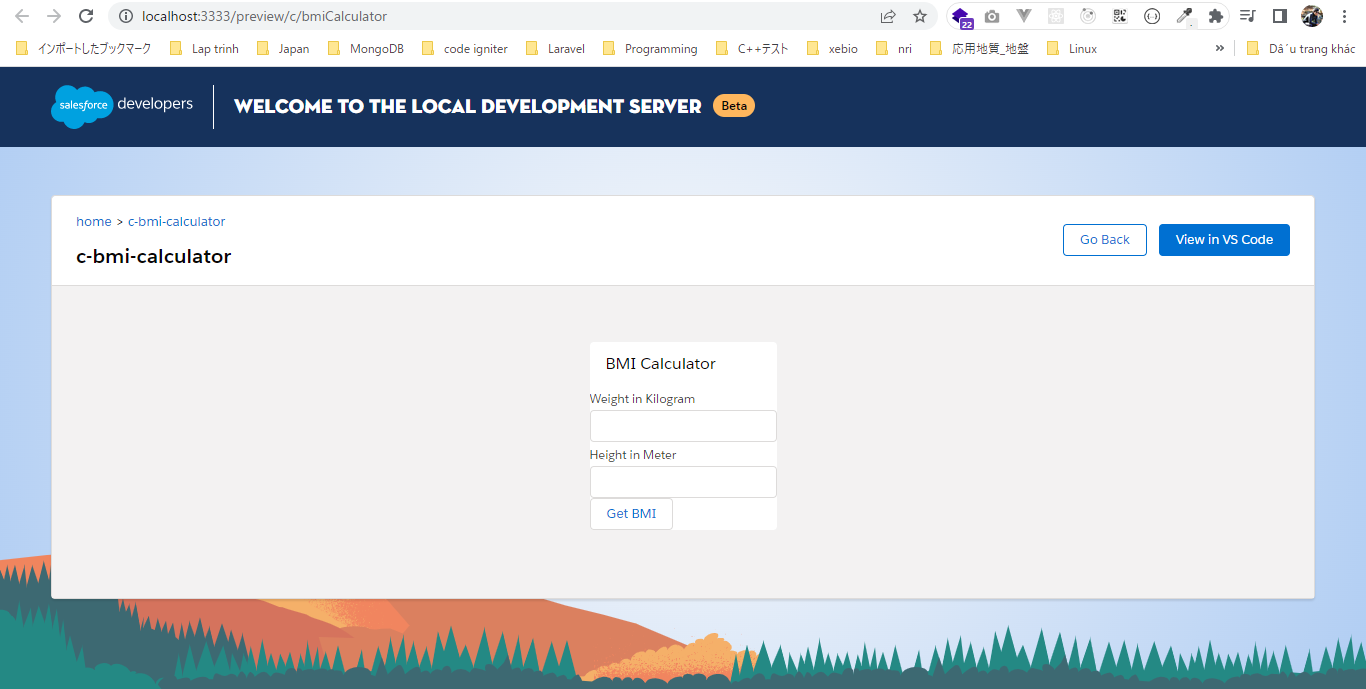 localhost:3333/preview/c/bmiCalculator
22
インポートしたブックマーク Lap trinh Japan MongoDB code igniter Laravel Programming C++テスト xebio nri 応用地質_地盤 Linux » Dấu trang khác
salesforce developers WELCOME TO THE LOCAL DEVELOPMENT SERVER Beta
home > c-bmi-calculator
c-bmi-calculator
Go Back View in VS Code
BMI Calculator
Weight in Kilogram
Height in Meter
Get BMI